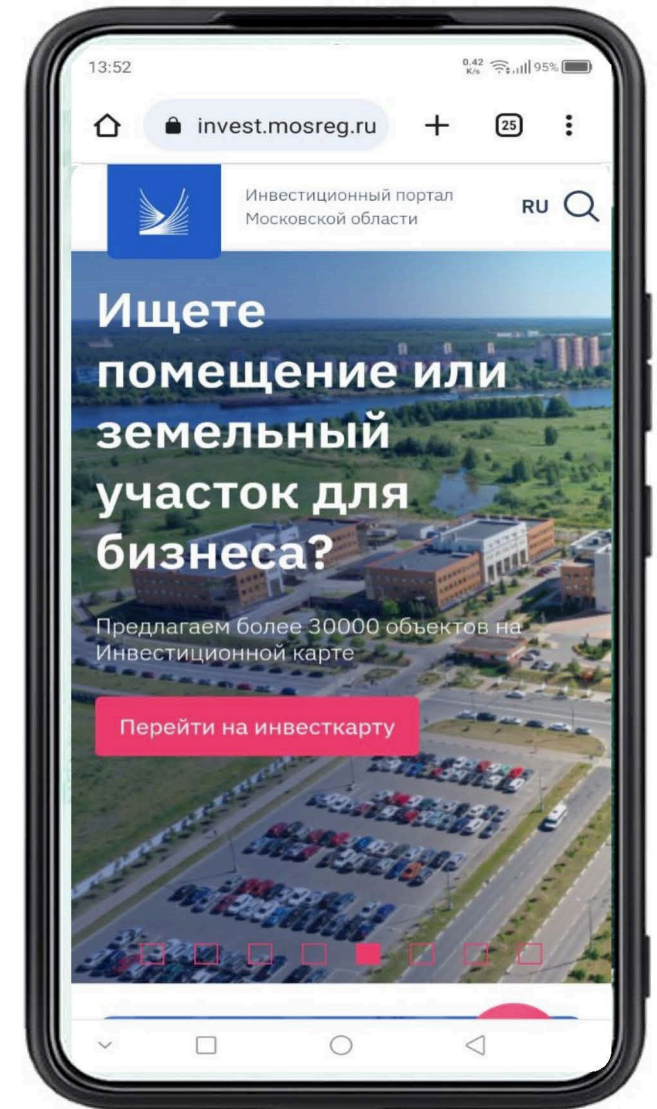 13:52
0.42
K/s
95%
invest.mosreg.ru
25
Инвестиционный портал
Московской области
RU
Ищете
помещение или
земельный
участок для
бизнеса?
Предлагаем более 30000 объектов на
Инвестиционной карте
Перейти на инвесткарту